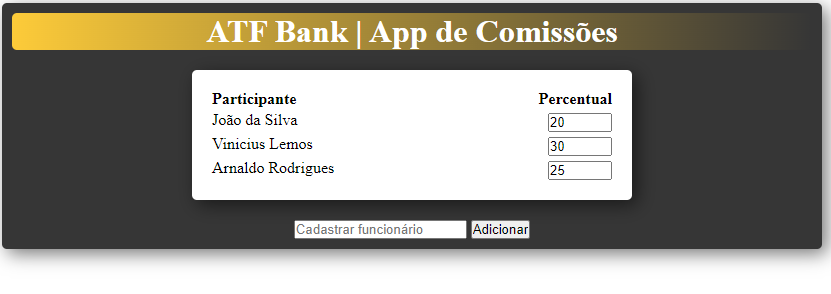 ATF Bank | App de Comissões
Participante Percentual
João da Silva 20
Vinicius Lemos 30
Arnaldo Rodrigues 25
Cadastrar funcionário Adicionar